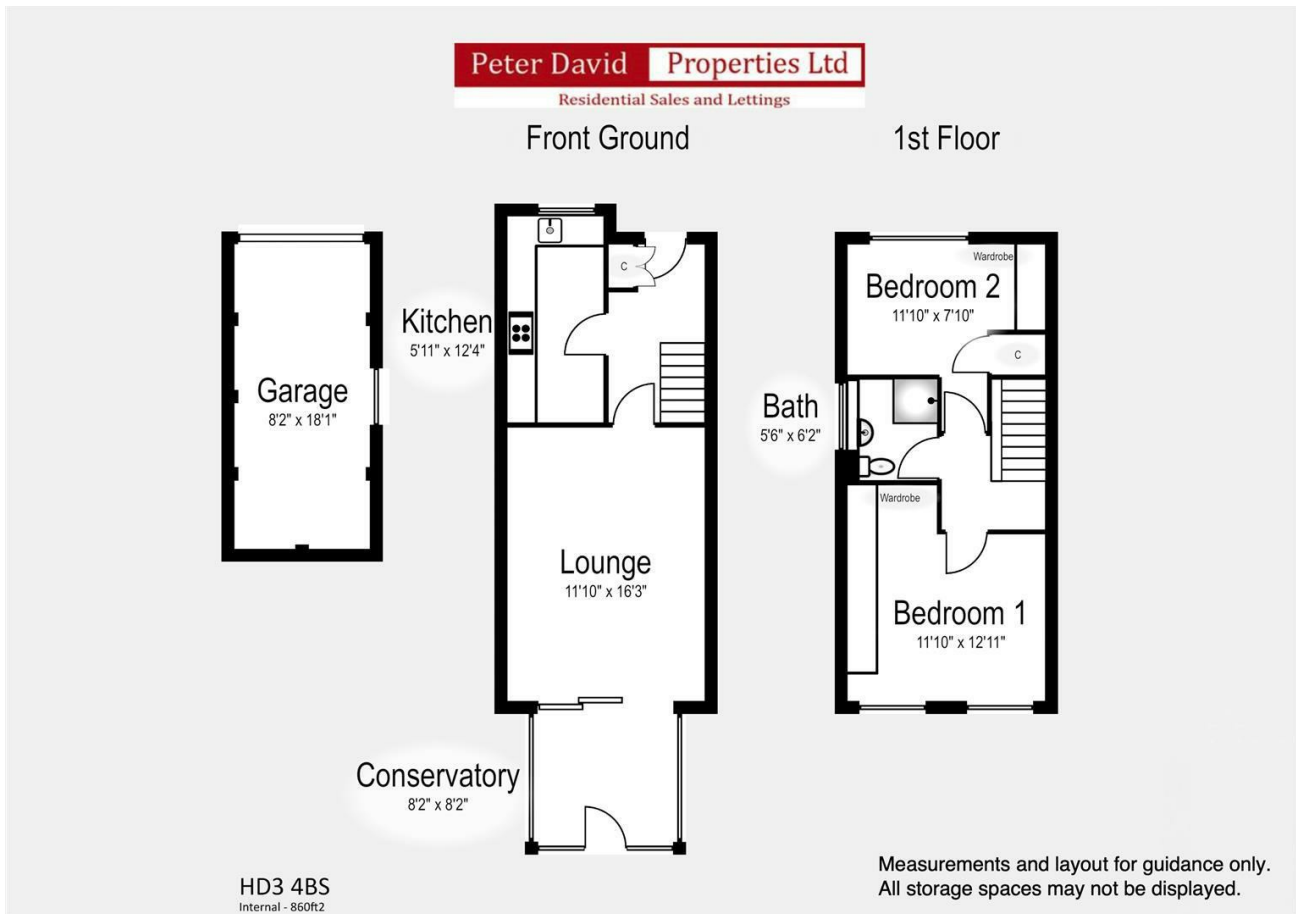 Peter David Properties Ltd
Residential Sales and Lettings
Front Ground
1st Floor
Garage
8'2" x 18'1"
Kitchen
5'11" x 12'4"
C
Lounge
11'10" x 16'3"
Conservatory
8'2" x 8'2"
Wardrobe
Bedroom 2
11'10" x 7'10"
C
Bath
5'6" x 6'2"
Wardrobe
Bedroom 1
11'10" x 12'11"
HD3 4BS
Internal - 860ft2
Measurements and layout for guidance only.
All storage spaces may not be displayed.